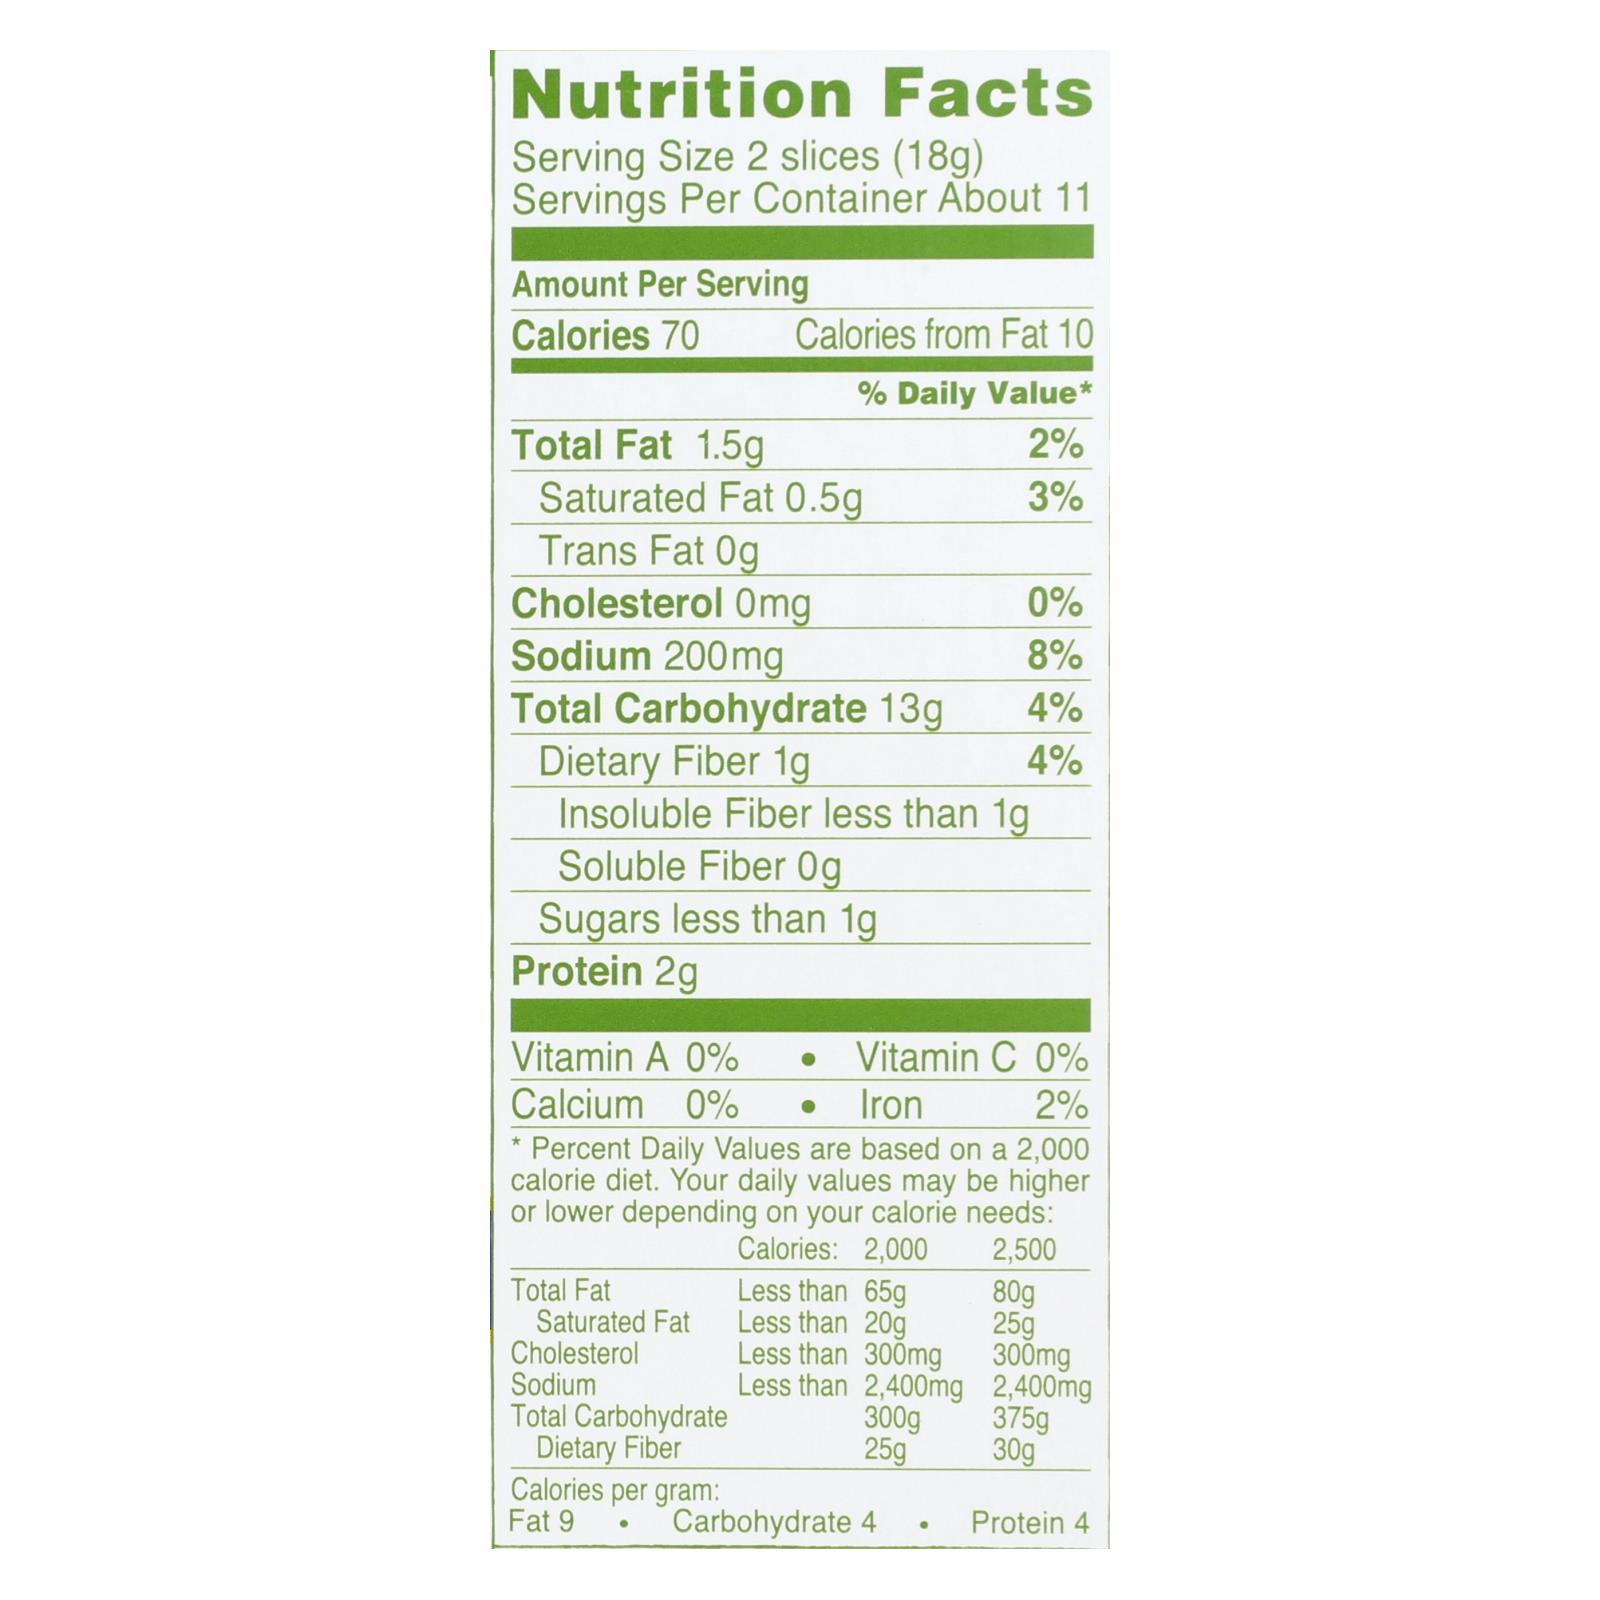 Nutrition Facts
Serving Size 2 slices (18g)
Servings Per Container About 11
Amount Per Serving
Calories 70 Calories from Fat 10
% Daily Value*
Total Fat 1.5g 2%
Saturated Fat 0.5g 3%
Trans Fat 0g
Cholesterol 0mg 0%
Sodium 200mg 8%
Total Carbohydrate 13g 4%
Dietary Fiber 1g 4%
Insoluble Fiber less than 1g
Soluble Fiber 0g
Sugars less than 1g
Protein 2g
Vitamin A 0% • Vitamin C 0%
Calcium 0% • Iron 2%
* Percent Daily Values are based on a 2,000
calorie diet. Your daily values may be higher
or lower depending on your calorie needs:
Calories: 2,000 2,500
Total Fat Less than 65g 80g
Saturated Fat Less than 20g 25g
Cholesterol Less than 300mg 300mg
Sodium Less than 2,400mg 2,400mg
Total Carbohydrate 300g 375g
Dietary Fiber 25g 30g
Calories per gram:
Fat 9 • Carbohydrate 4 • Protein 4